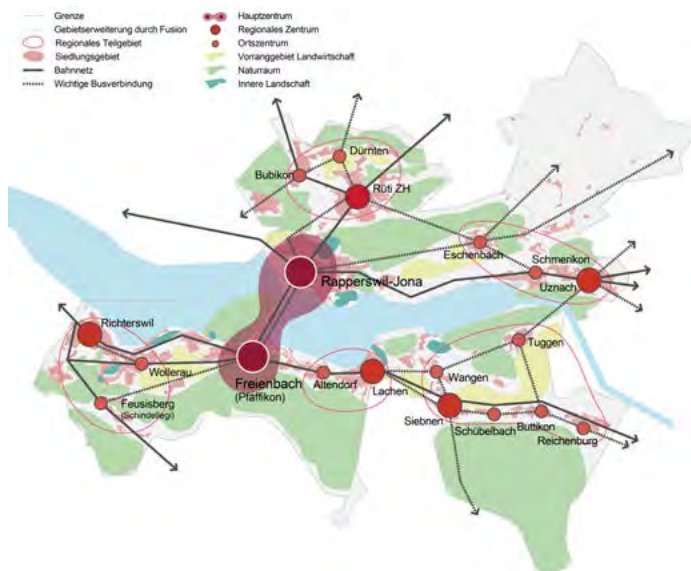 Grenze
Gebietserweiterung durch Fusion
Regionales Teilgebiet
Siedlungsgebiet
Bahnnetz
Wichtige Busverbindung
Hauptzentrum
Regionales Zentrum
Ortszentrum
Vorranggebiet Landwirtschaft
Naturraum
Innere Landschaft
Dürnten
Bubikon
Rüti ZH
Eschenbach
Schmerikon
Uznach
Rapperswil-Jona
Richterswil
Wollerau
Freienbach
(Pfäffikon)
Feusisberg
(Schindellegi)
Altendorf
Lachen
Wangen
Tuggen
Siebnen
Schübelbach
Buttikon
Reichenburg